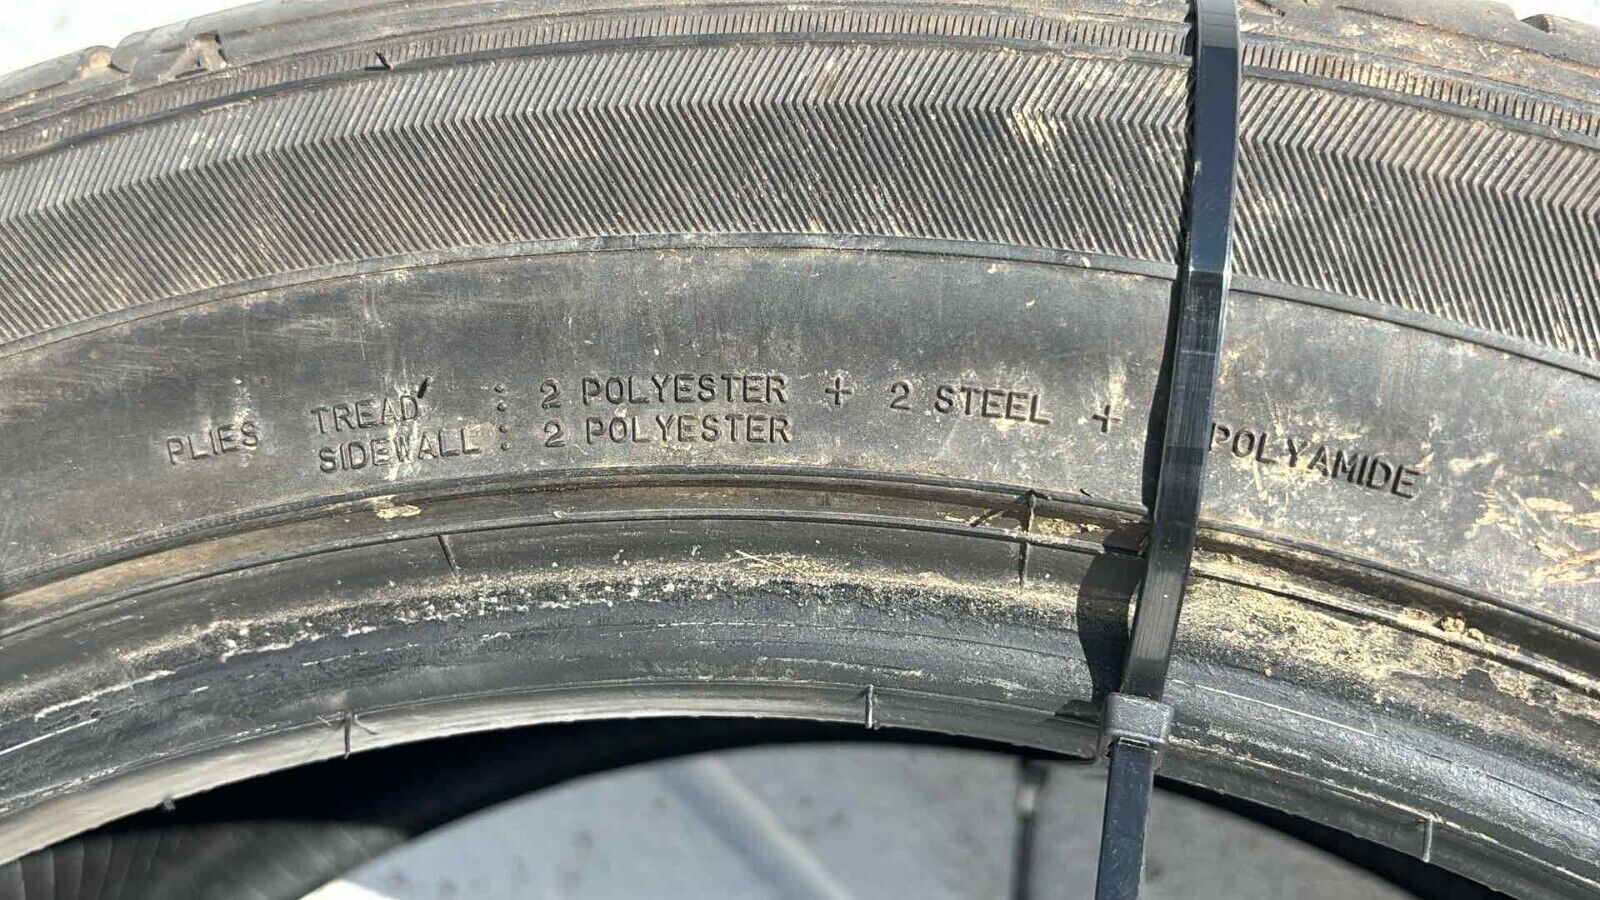 PLIES TREAD : 2 POLYESTER + 2 STEEL + POLYAMIDE
SIDEWALL : 2 POLYESTER